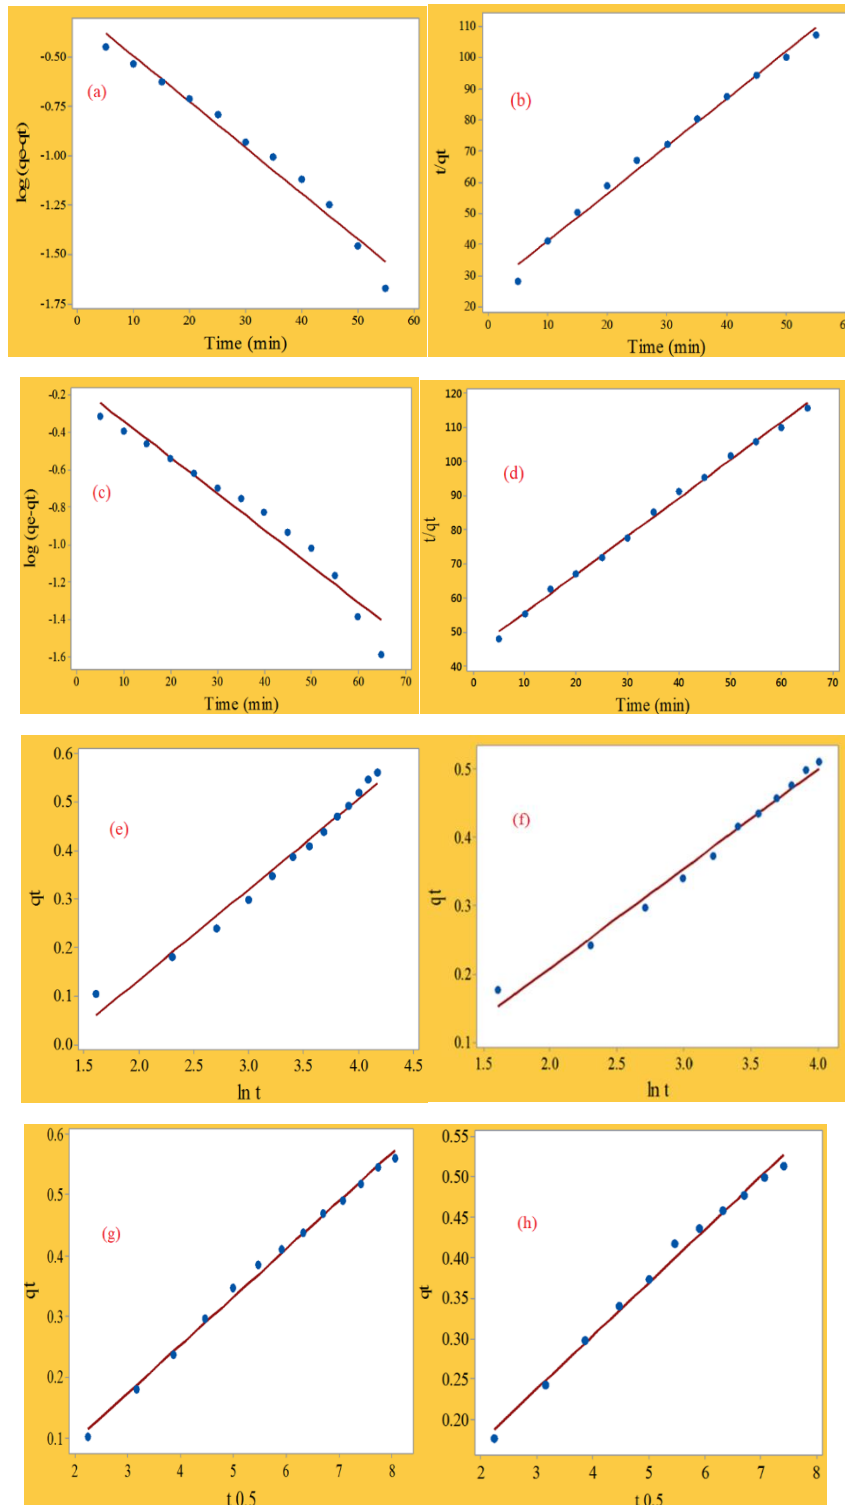 -0.50
-0.75
-1.00
-1.25
-1.50
-1.75
log (qe-qt)
(a)
0 10 20 30 40 50 60
Time (min)
110
100
90
80
70
60
50
40
30
20
t/qt
(b)
0 10 20 30 40 50 60
Time (min)
-0.2
-0.4
-0.6
-0.8
-1.0
-1.2
-1.4
-1.6
log (qe-qt)
(c)
0 10 20 30 40 50 60 70
Time (min)
120
110
100
90
80
70
60
50
40
t/qt
(d)
0 10 20 30 40 50 60 70
Time (min)
0.6
0.5
0.4
0.3
0.2
0.1
0.0
qt
(e)
1.5 2.0 2.5 3.0 3.5 4.0 4.5
ln t
0.5
0.4
0.3
0.2
0.1
qt
(f)
1.5 2.0 2.5 3.0 3.5 4.0
ln t
0.6
0.5
0.4
0.3
0.2
0.1
qt
(g)
2 3 4 5 6 7 8
t 0.5
0.55
0.50
0.45
0.40
0.35
0.30
0.25
0.20
qt
(h)
2 3 4 5 6 7 8
t 0.5